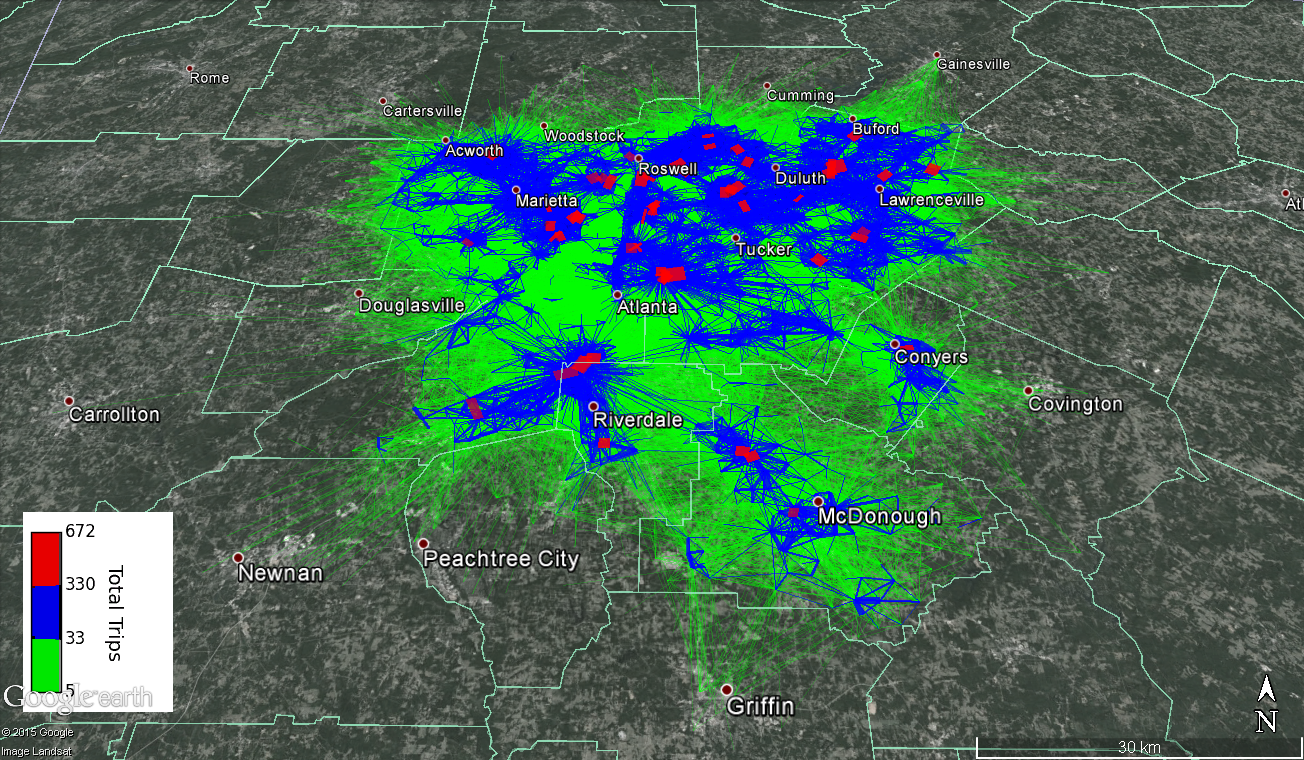 Gainesville
Rome
Cumming
Cartersville
Buford
Woodstock
Acworth
Roswell
Duluth
Marietta
Lawrenceville
Tucker
Douglasville
Atlanta
Conyers
Carrollton
Covington
Riverdale
McDonough
672
330
33
5
Total Trips
Peachtree City
Newnan
Google earth
Griffin
N
© 2015 Google
Image Landsat
30 km